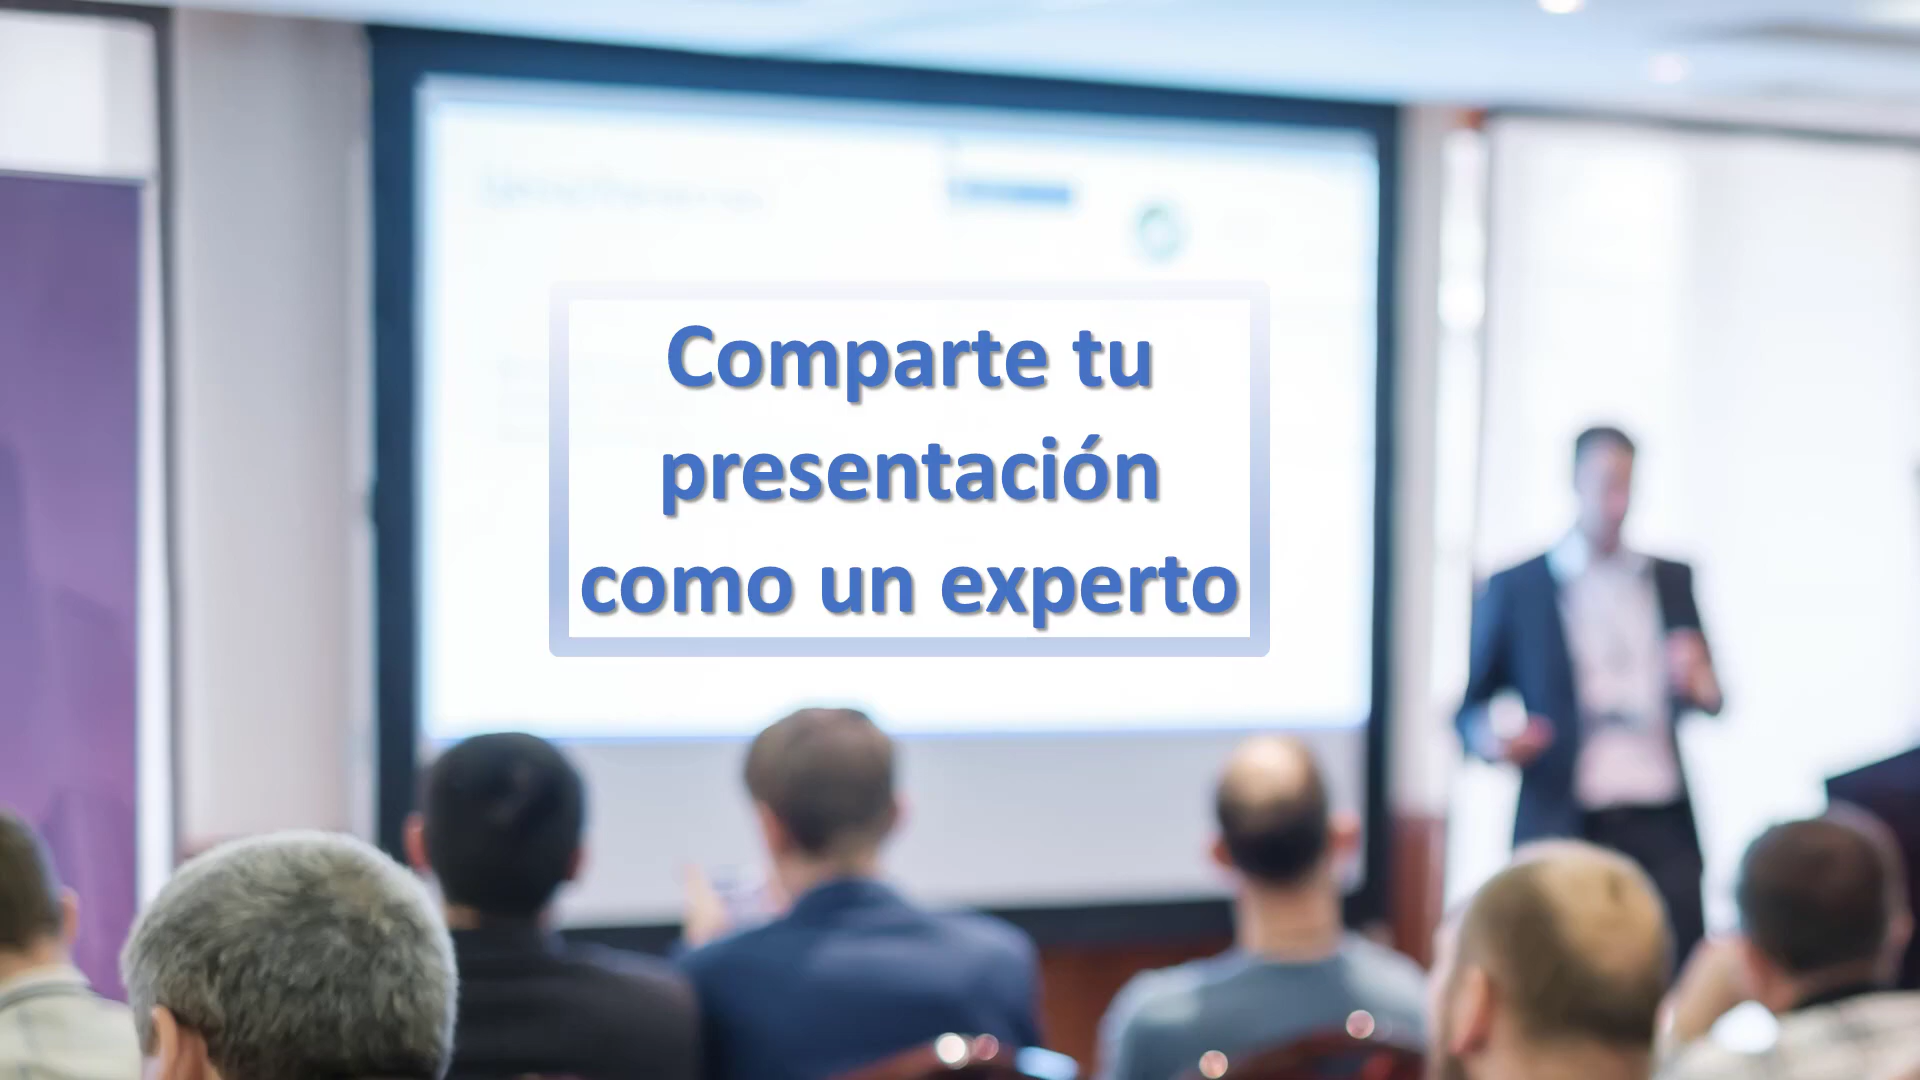 Comparte tu
presentación
como un experto